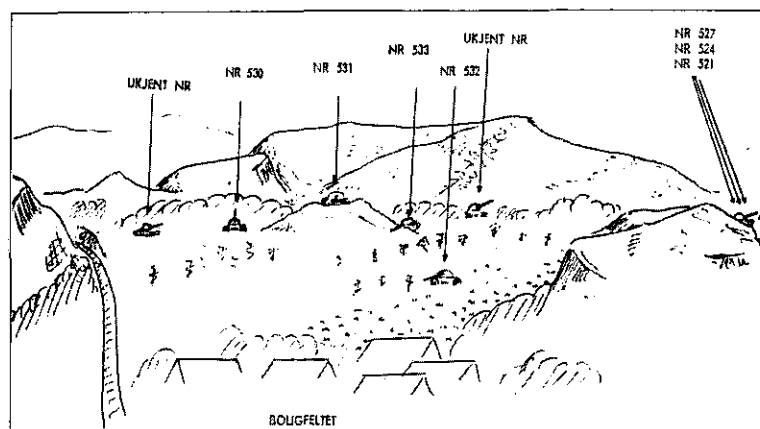 UKJENT NR
NR 530
NR 531
NR 533
NR 532
UKJENT NR
NR 527
NR 524
NR 521
BOLIGFELTET